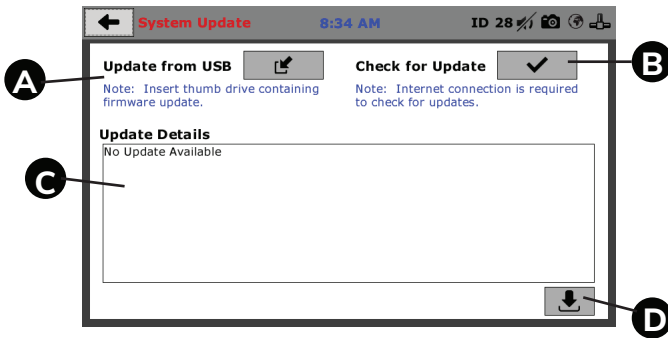 System Update 8:34 AM ID 28
A Update from USB Check for Update B
Note: Insert thumb drive containing Note: Internet connection is required
firmware update. to check for updates.
Update Details
No Update Available
C
D